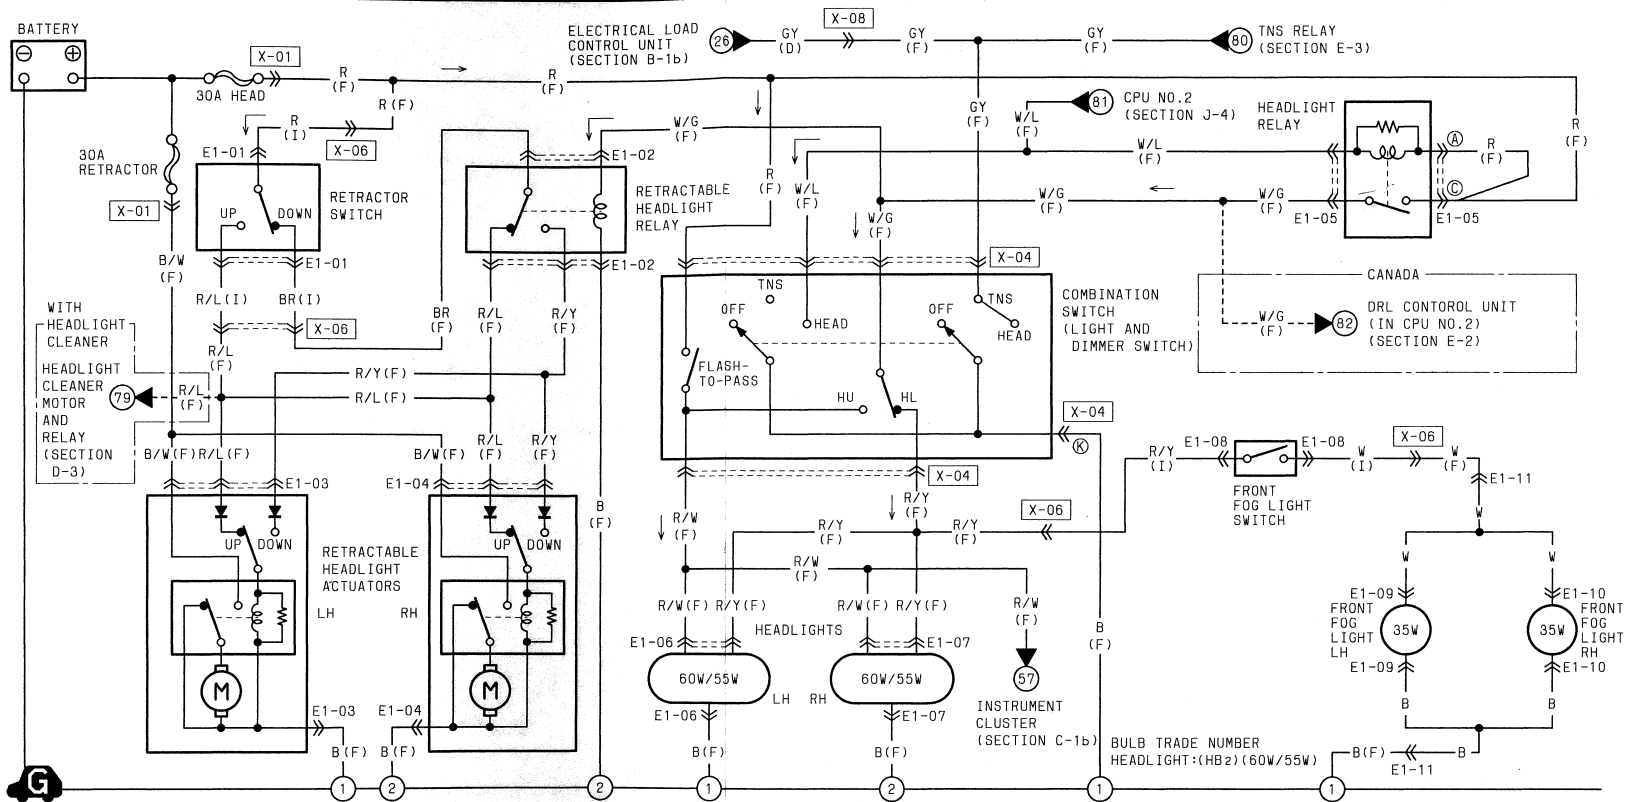 BATTERY
X-01
30A HEAD
R
(F)
R(F)
R
(F)
ELECTRICAL LOAD
CONTROL UNIT
(SECTION B-1b)
26
GY
(D)
X-08
GY
(F)
GY
(F)
80
TNS RELAY
(SECTION E-3)
R
(I)
X-06
E1-01
30A
RETRACTOR
X-01
RETRACTOR
SWITCH
UP
DOWN
E1-01
B/W
(F)
R/L(I)
BR(I)
X-06
R/L
(F)
W/G
(F)
E1-02
RETRACTABLE
HEADLIGHT
RELAY
E1-02
BR
(F)
R/L
(F)
R/Y
(F)
R
(F)
W/L
(F)
W/G
(F)
GY
(F)
W/L
(F)
81
CPU NO.2
(SECTION J-4)
W/L
(F)
W/G
(F)
W/G
(F)
HEADLIGHT
RELAY
A
C
R
(F)
R
(F)
E1-05
E1-05
X-04
TNS
OFF
HEAD
OFF
TNS
HEAD
FLASH-
TO-PASS
HU
HL
COMBINATION
SWITCH
(LIGHT AND
DIMMER SWITCH)
X-04
K
X-04
CANADA
W/G
(F)
82
DRL CONTOROL UNIT
(IN CPU NO.2)
(SECTION E-2)
WITH
HEADLIGHT
CLEANER
HEADLIGHT
CLEANER
MOTOR
AND
RELAY
(SECTION
D-3)
79
R/L
(F)
R/Y(F)
R/L(F)
B/W(F)
R/L(F)
E1-03
B/W(F)
R/L
(F)
R/Y
(F)
E1-04
UP
DOWN
RETRACTABLE
HEADLIGHT
ACTUATORS
LH
RH
UP
DOWN
M
M
E1-03
E1-04
B(F)
B(F)
B
(F)
R/W
(F)
R/Y
(F)
R/Y
(F)
R/Y
(F)
X-06
R/W
(F)
R/W(F)
R/Y(F)
R/W(F)
R/Y(F)
R/W
(F)
HEADLIGHTS
E1-06
E1-07
60W/55W
60W/55W
LH
RH
E1-06
E1-07
B(F)
B(F)
57
INSTRUMENT
CLUSTER
(SECTION C-1b)
B
(F)
R/Y
(I)
E1-08
E1-08
FRONT
FOG LIGHT
SWITCH
W
(I)
X-06
W
(F)
E1-11
W
W
W
E1-09
FRONT
FOG
LIGHT
LH
E1-09
35W
35W
E1-10
FRONT
FOG
LIGHT
RH
E1-10
B
B
B(F)
B
E1-11
BULB TRADE NUMBER
HEADLIGHT:(HB2)(60W/55W)
G
1
2
2
1
2
1
1